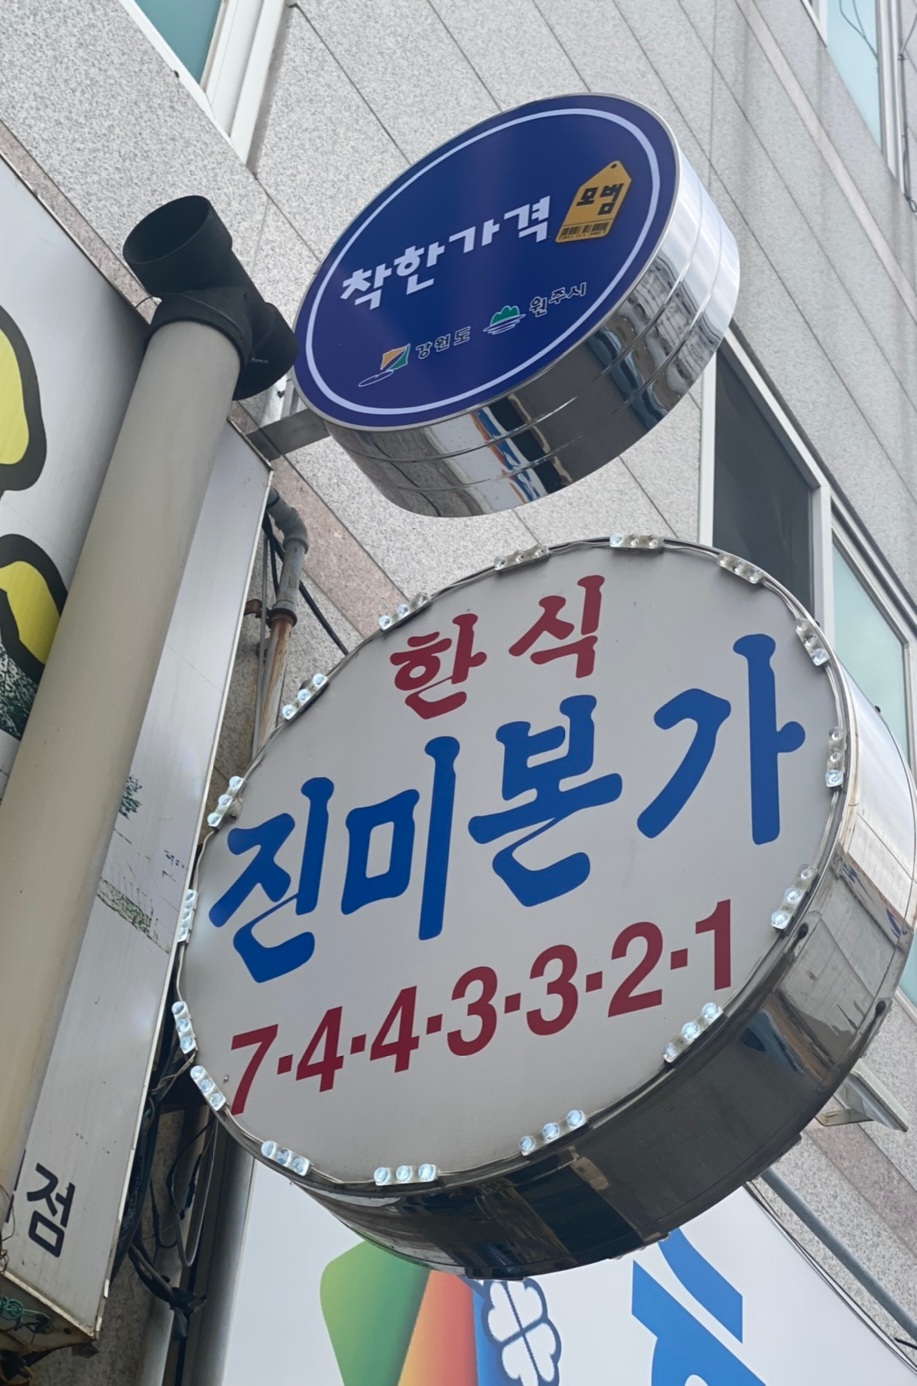 착한가격 모범
강원도 원주시
한식
진미본가
7·4·4·3·3·2·1
점